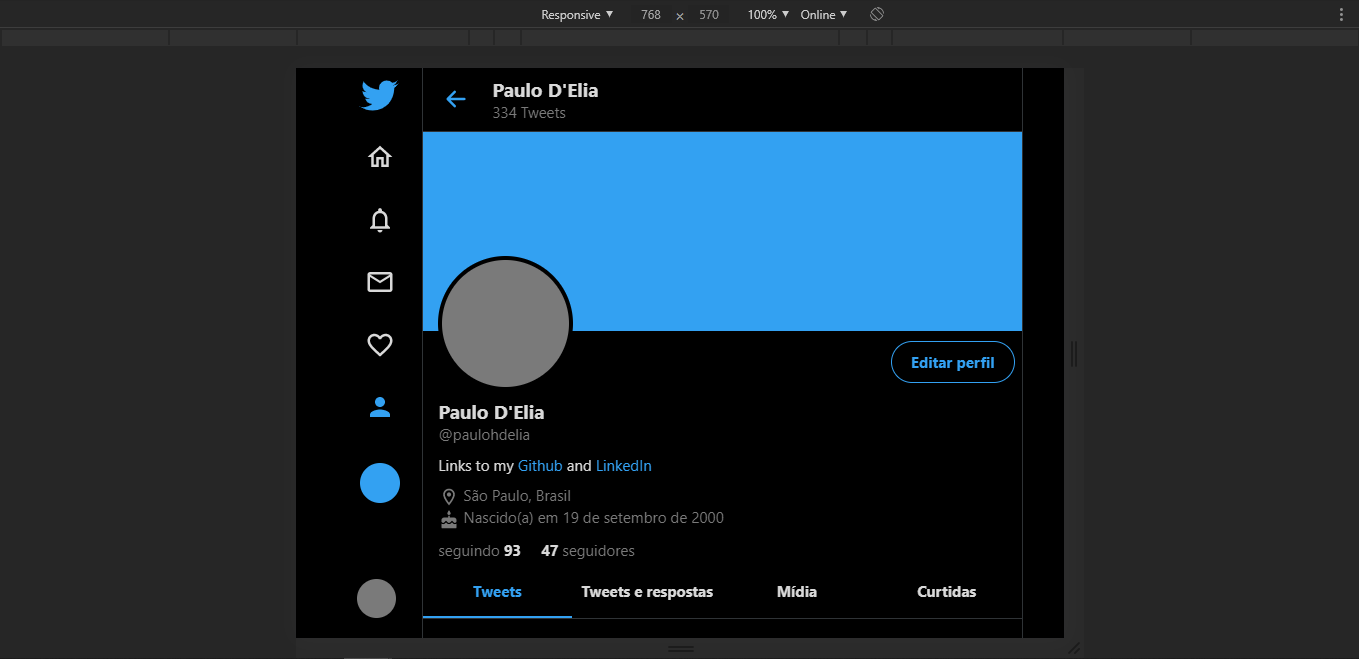 Responsive ▼ 768 x 570 100% ▼ Online ▼
Paulo D'Elia
334 Tweets
Editar perfil
Paulo D'Elia
@paulohdelia
Links to my Github and LinkedIn
São Paulo, Brasil
Nascido(a) em 19 de setembro de 2000
seguindo 93 47 seguidores
Tweets Tweets e respostas Mídia Curtidas